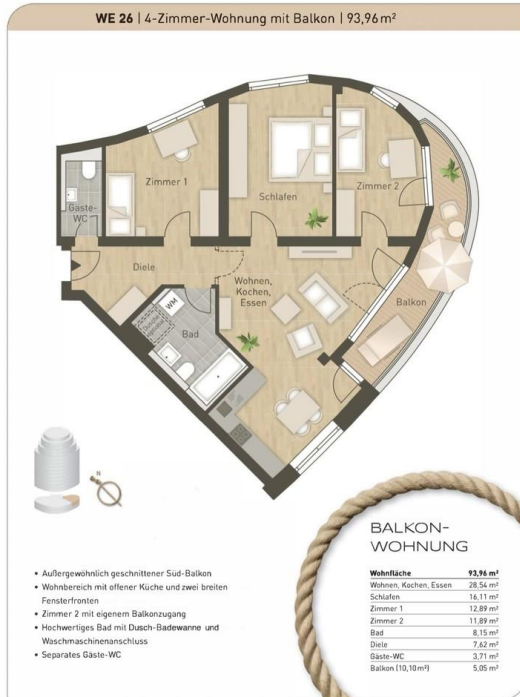 WE 26 | 4-Zimmer-Wohnung mit Balkon | 93,96 m²
Zimmer 1
Schlafen
Zimmer 2
Gäste-
WC
Diele
Wohnen,
Kochen,
Essen
Balkon
WM
Dusche
optional
Bad
N
• Außergewöhnlich geschnittener Süd-Balkon
• Wohnbereich mit offener Küche und zwei breiten
Fensterfronten
• Zimmer 2 mit eigenem Balkonzugang
• Hochwertiges Bad mit Dusch-Badewanne und
Waschmaschinenanschluss
• Separates Gäste-WC
BALKON-
WOHNUNG
Wohnfläche 93,96 m²
Wohnen, Kochen, Essen 28,54 m²
Schlafen 16,11 m²
Zimmer 1 12,89 m²
Zimmer 2 11,89 m²
Bad 8,15 m²
Diele 7,62 m²
Gäste-WC 3,71 m²
Balkon (10,10 m²) 5,05 m²